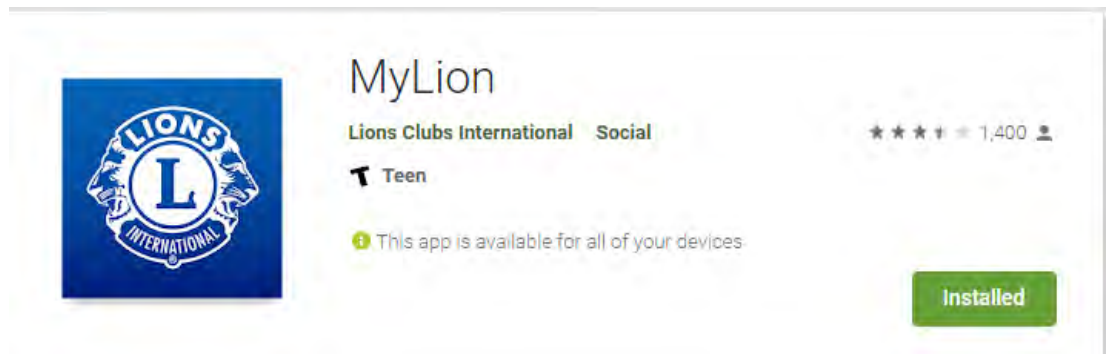 MyLion
Lions Clubs International Social
1,400
T Teen
This app is available for all of your devices
Installed
LIONS
L
INTERNATIONAL
®